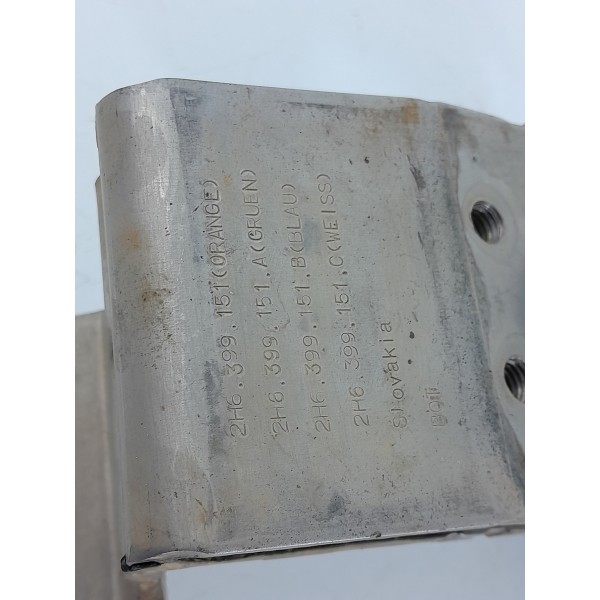 2H6.399.151(ORANGE)
2H6.399.151.A(GRUEN)
2H6.399.151.B(BLAU)
2H6.399.151.C(WEISS)
Slovakia